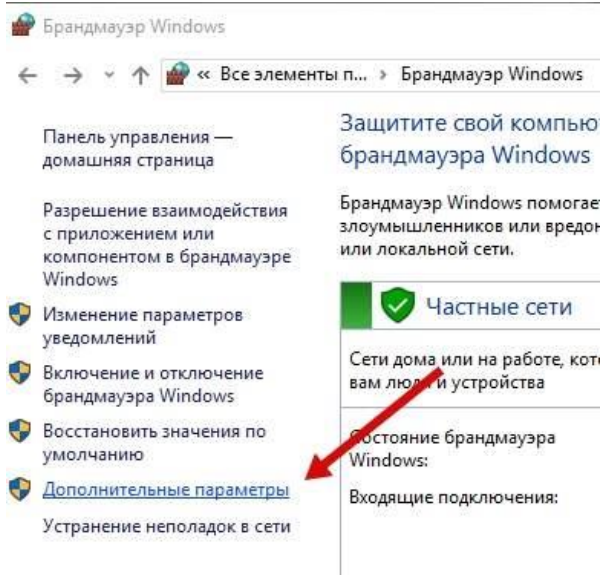 Брандмауэр Windows
« Все элементы п... › Брандмауэр Windows
Панель управления —
домашняя страница
Разрешение взаимодействия
с приложением или
компонентом в брандмауэре
Windows
Изменение параметров
уведомлений
Включение и отключение
брандмауэра Windows
Восстановить значения по
умолчанию
Дополнительные параметры
Устранение неполадок в сети
Защитите свой компьют
брандмауэра Windows
Брандмауэр Windows помогает
злоумышленников или вредон
или локальной сети.
Частные сети
Сети дома или на работе, кото
вам люди и устройства
Состояние брандмауэра
Windows:
Входящие подключения: